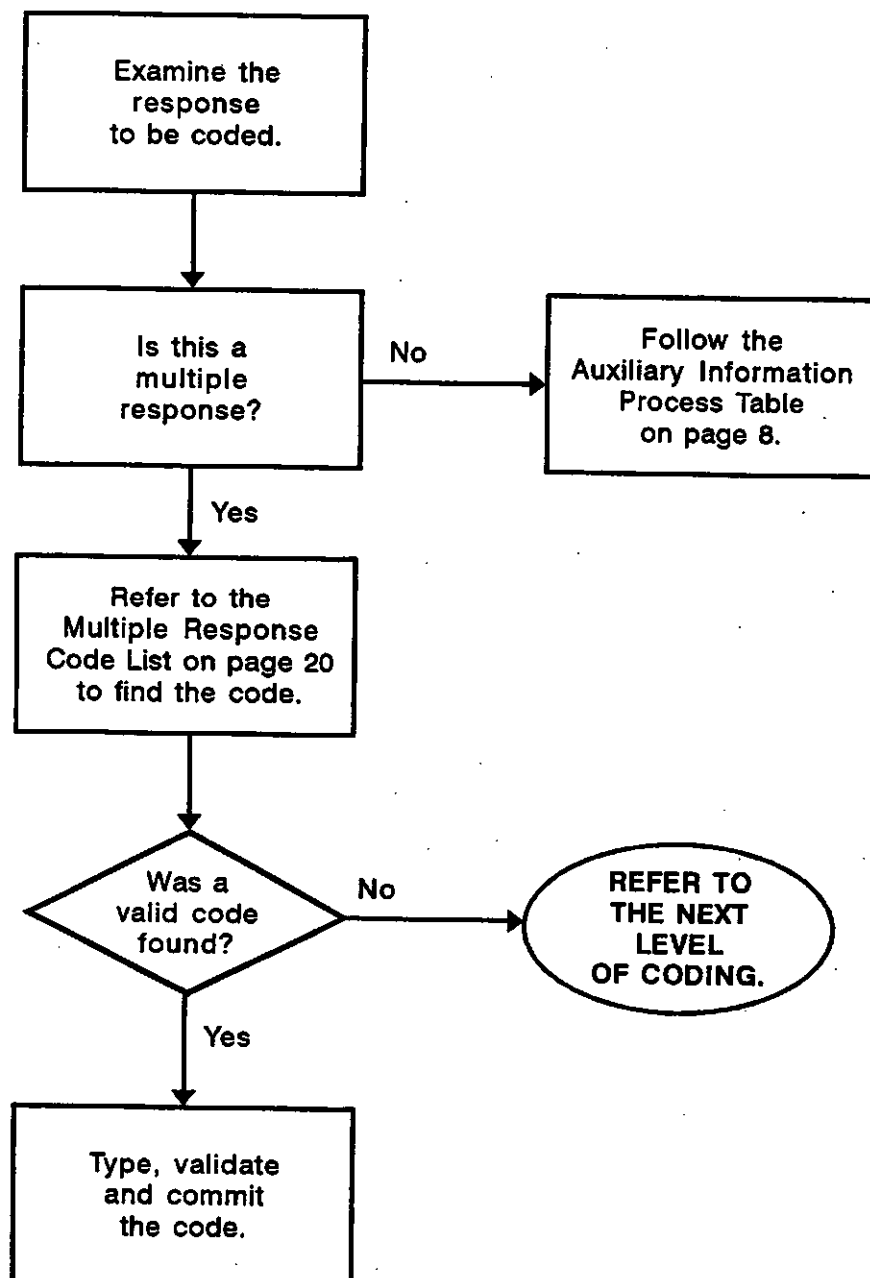 Examine the
response
to be coded.
Is this a
multiple
response?
No
Follow the
Auxiliary Information
Process Table
on page 8.
Yes
Refer to the
Multiple Response
Code List on page 20
to find the code.
Was a
valid code
found?
No
REFER TO
THE NEXT
LEVEL
OF CODING.
Yes
Type, validate
and commit
the code.